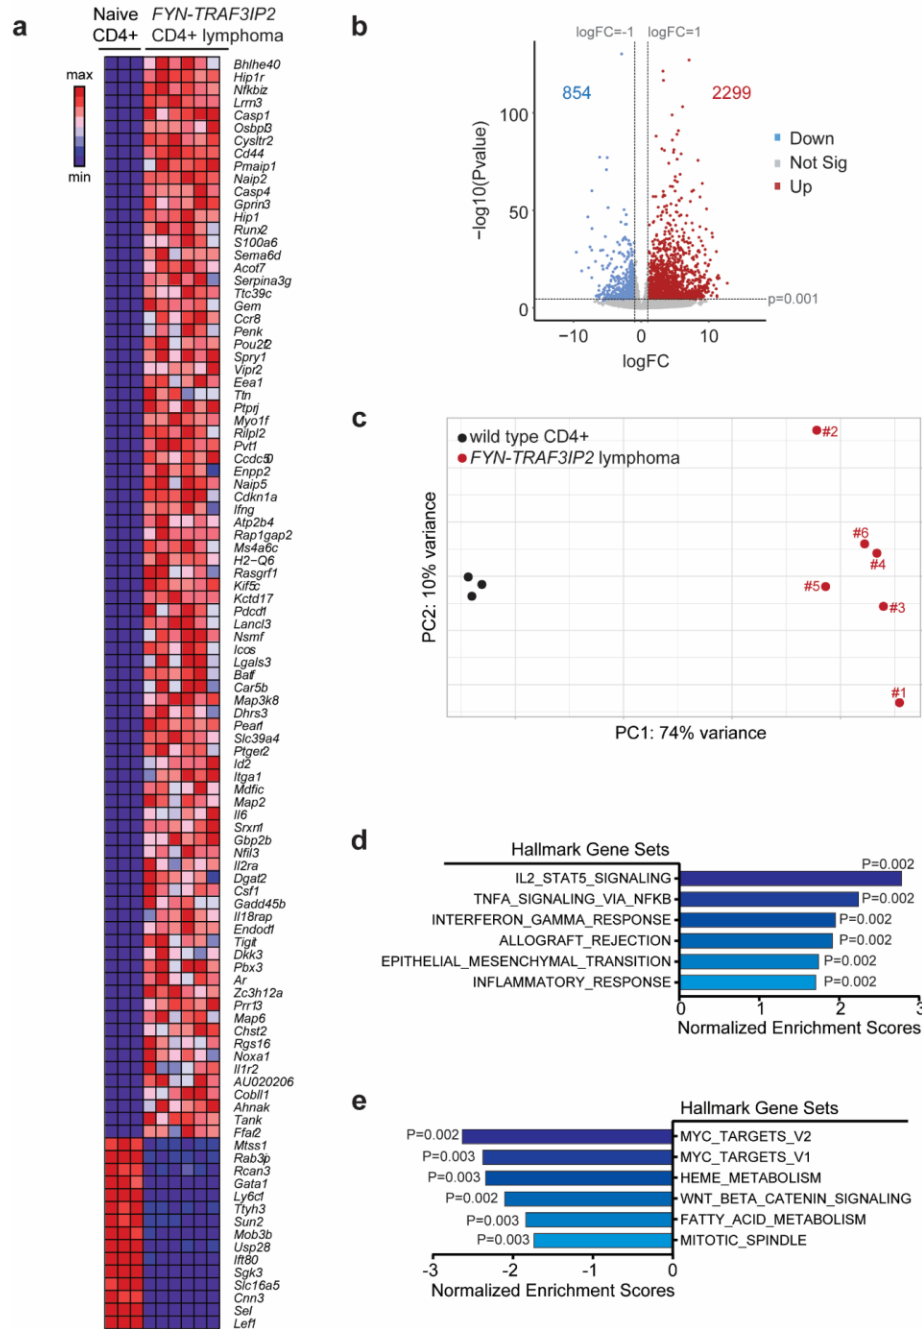 a
Naive
CD4+
FYN-TRAF3IP2
CD4+ lymphoma
max
min
Bhlhe40
Hip1r
Nfkbiz
Lrrn3
Casp1
Osbpl3
Cysltr2
Cd44
Pmaip1
Naip2
Casp4
Gprin3
Hip1
Runx2
S100a6
Sema6d
Acot7
Serpina3g
Ttc39c
Gem
Ccr8
Penk
Pou2f2
Spry1
Vipr2
Eea1
Ttn
Ptprj
Myo1f
Rilpl2
Pvt1
Ccdc50
Enpp2
Naip5
Cdkn1a
Ifng
Atp2b4
Rap1gap2
Ms4a6c
H2-Q6
Rasgrf1
Kif5c
Kctd17
Pdcd1
Lancl3
Nsmf
Icos
Lgals3
Batf
Car5b
Map3k8
Dhrs3
Pear1
Slc39a4
Ptger2
Id2
Itga1
Mdfic
Map2
Il6
Srxn1
Gbp2b
Nfil3
Il2ra
Dgat2
Csf1
Gadd45b
Il18rap
Endod1
Tigit
Dkk3
Pbx3
Ar
Zc3h12a
Prr13
Map6
Chst2
Rgs16
Noxa1
Il1r2
AU020206
Cobll1
Ahnak
Tank
Ffar2
Mtss1
Rab3ip
Rcan3
Gata1
Ly6c1
Ttyh3
Sun2
Mob3b
Usp28
Ift80
Sgk3
Slc16a5
Cnn3
Sel
Lef1
b
logFC=-1
logFC=1
854
2299
−log10(Pvalue)
100
50
0
p=0.001
−10
0
10
logFC
Down
Not Sig
Up
c
wild type CD4+
FYN-TRAF3IP2 lymphoma
#2
#6
#4
#5
#3
#1
PC2: 10% variance
PC1: 74% variance
d
Hallmark Gene Sets
IL2_STAT5_SIGNALING
P=0.002
TNFA_SIGNALING_VIA_NFKB
P=0.002
INTERFERON_GAMMA_RESPONSE
P=0.002
ALLOGRAFT_REJECTION
P=0.002
EPITHELIAL_MESENCHYMAL_TRANSITION
P=0.002
INFLAMMATORY_RESPONSE
P=0.002
0
1
2
3
Normalized Enrichment Scores
e
Hallmark Gene Sets
P=0.002
MYC_TARGETS_V2
P=0.003
MYC_TARGETS_V1
P=0.003
HEME_METABOLISM
P=0.002
WNT_BETA_CATENIN_SIGNALING
P=0.003
FATTY_ACID_METABOLISM
P=0.003
MITOTIC_SPINDLE
-3
-2
-1
0
Normalized Enrichment Scores